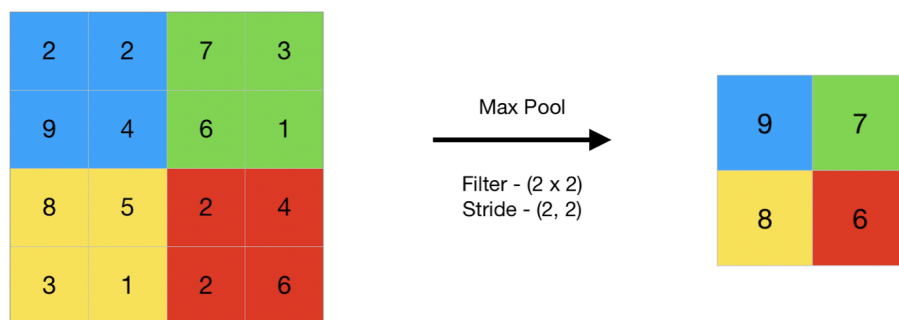 2 2 7 3
9 4 6 1
8 5 2 4
3 1 2 6
Max Pool
Filter - (2 x 2)
Stride - (2, 2)
9 7
8 6